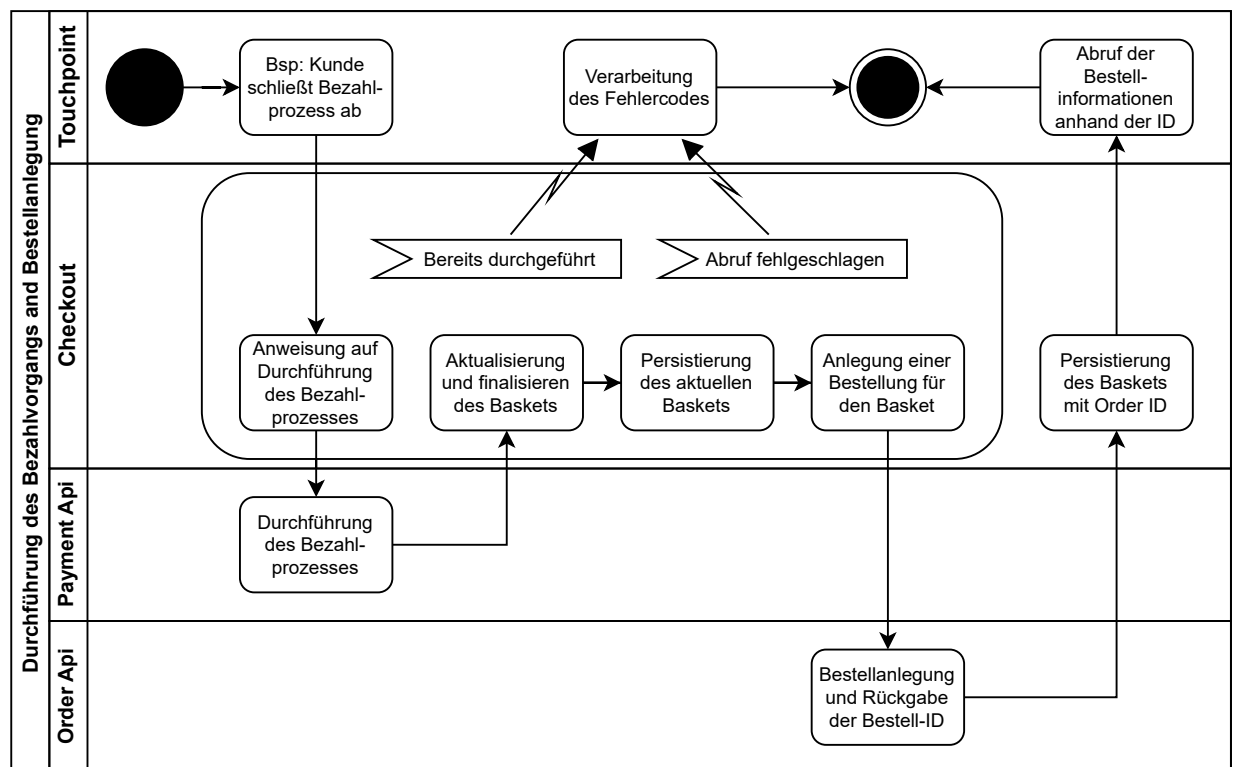 Durchführung des Bezahlvorgangs and Bestellanlegung
Touchpoint
Bsp: Kunde
schließt Bezahl-
prozess ab
Verarbeitung
des Fehlercodes
Abruf der
Bestell-
informationen
anhand der ID
Checkout
Bereits durchgeführt
Abruf fehlgeschlagen
Anweisung auf
Durchführung
des Bezahl-
prozesses
Aktualisierung
und finalisieren
des Baskets
Persistierung
des aktuellen
Baskets
Anlegung einer
Bestellung für
den Basket
Persistierung
des Baskets
mit Order ID
Payment Api
Durchführung
des Bezahl-
prozesses
Order Api
Bestellanlegung
und Rückgabe
der Bestell-ID